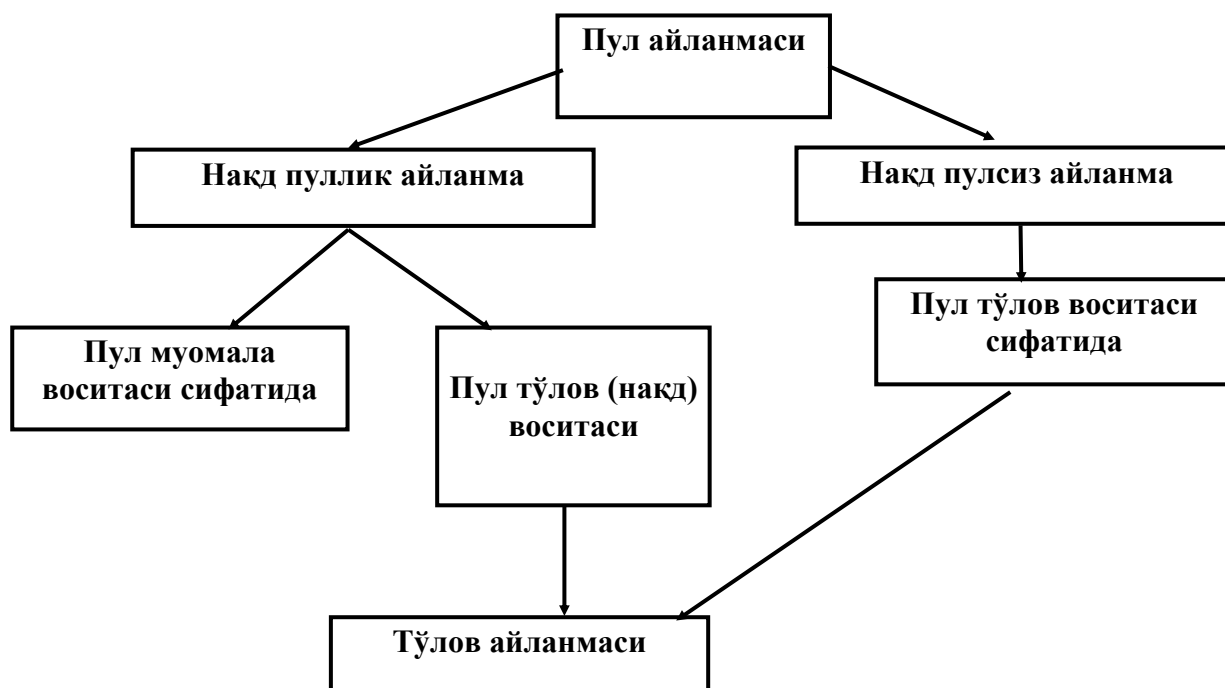 Пул айланмаси
Нақд пуллик айланма
Нақд пулсиз айланма
Пул муомала
воситаси сифатида
Пул тўлов (нақд)
воситаси
Пул тўлов воситаси
сифатида
Тўлов айланмаси